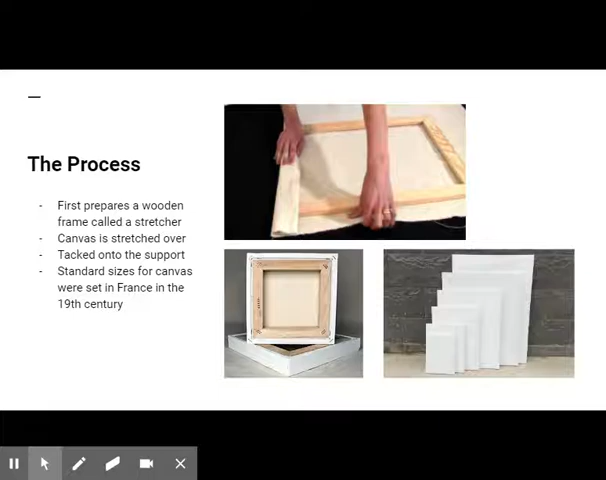 The Process
- First prepares a wooden
frame called a stretcher
- Canvas is stretched over
- Tacked onto the support
- Standard sizes for canvas
were set in France in the
19th century